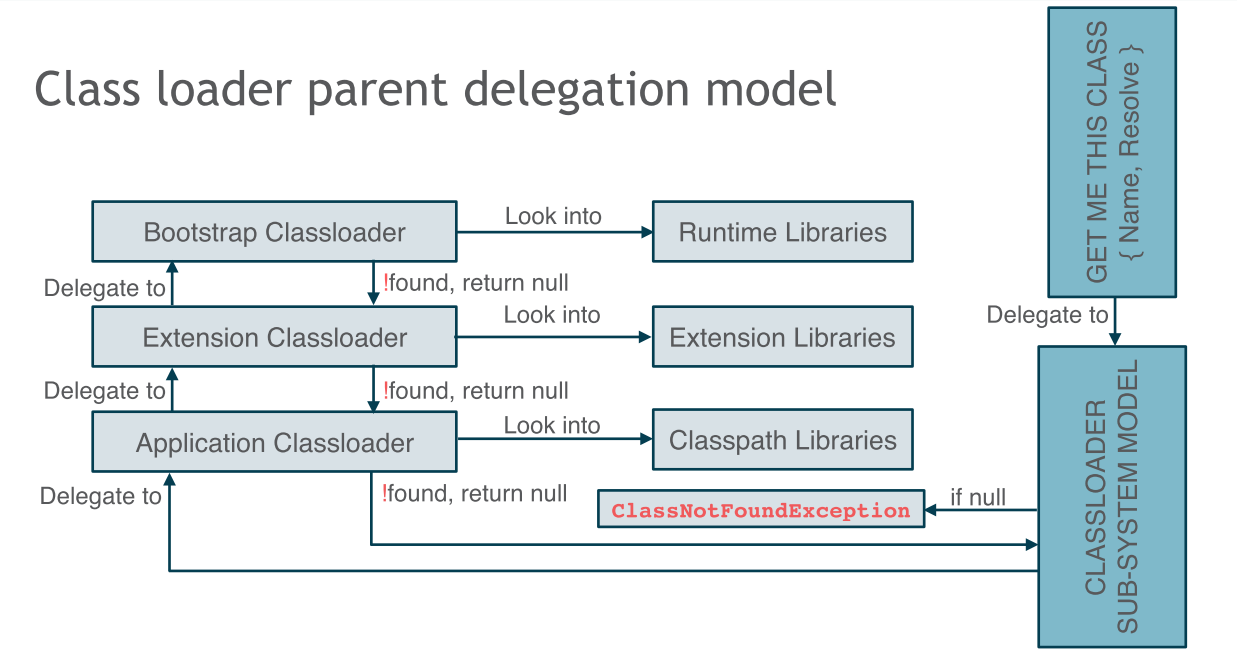 Class loader parent delegation model
GET ME THIS CLASS
{ Name, Resolve }
Bootstrap Classloader
Look into
Runtime Libraries
Delegate to
!found, return null
Extension Classloader
Look into
Extension Libraries
Delegate to
Delegate to
!found, return null
Application Classloader
Look into
Classpath Libraries
Delegate to
!found, return null
ClassNotFoundException
if null
CLASSLOADER
SUB-SYSTEM MODEL